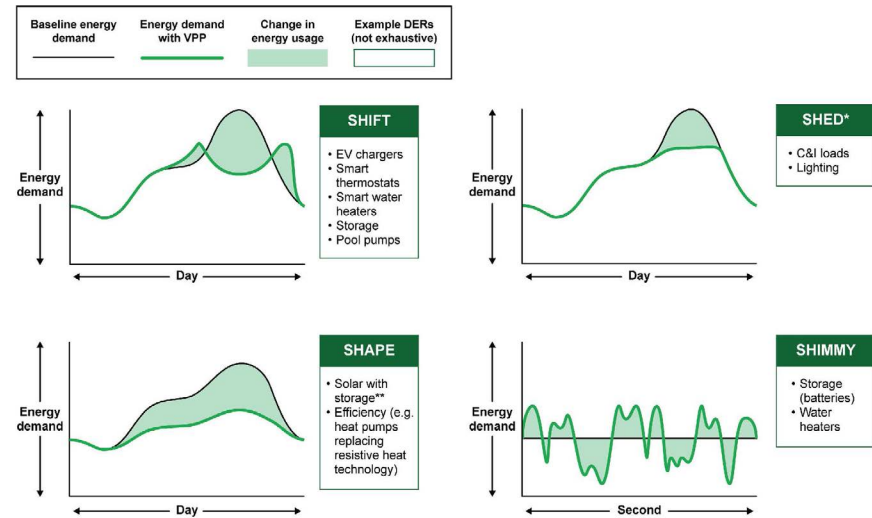 Baseline energy
demand
Energy demand
with VPP
Change in
energy usage
Example DERs
(not exhaustive)
Energy
demand
Day
SHIFT
• EV chargers
• Smart
thermostats
• Smart water
heaters
• Storage
• Pool pumps
Energy
demand
Day
SHED*
• C&I loads
• Lighting
Energy
demand
Day
SHAPE
• Solar with
storage**
• Efficiency (e.g.
heat pumps
replacing
resistive heat
technology)
Energy
demand
Second
SHIMMY
• Storage
(batteries)
• Water
heaters